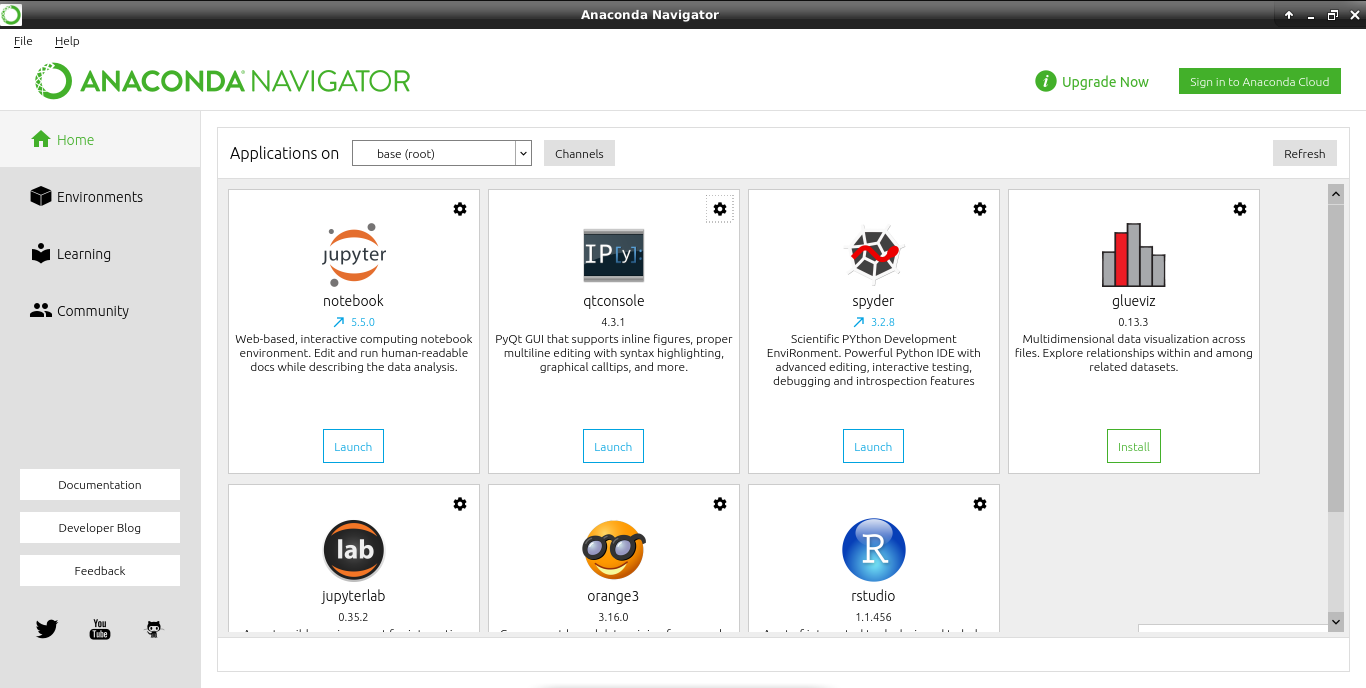 Anaconda Navigator
File Help
ANACONDA NAVIGATOR
i Upgrade Now
Sign in to Anaconda Cloud
Home
Environments
Learning
Community
Documentation
Developer Blog
Feedback
You
Tube
Applications on
base (root)
Channels
Refresh
jupyter
notebook
5.5.0
Web-based, interactive computing notebook
environment. Edit and run human-readable
docs while describing the data analysis.
Launch
IP[y]:
qtconsole
4.3.1
PyQt GUI that supports inline figures, proper
multiline editing with syntax highlighting,
graphical calltips, and more.
Launch
spyder
3.2.8
Scientific PYthon Development
EnviRonment. Powerful Python IDE with
advanced editing, interactive testing,
debugging and introspection features
Launch
glueviz
0.13.3
Multidimensional data visualization across
files. Explore relationships within and among
related datasets.
Install
lab
jupyterlab
0.35.2
orange3
3.16.0
R
rstudio
1.1.456